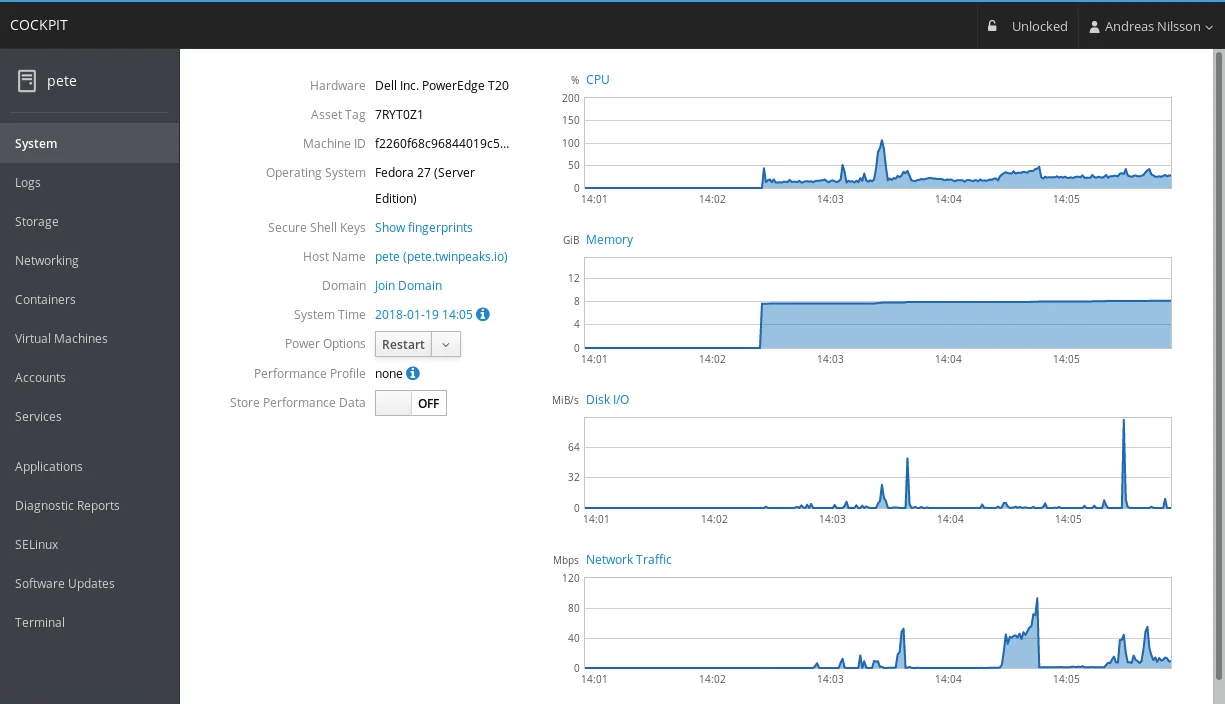 COCKPIT
Unlocked
Andreas Nilsson
pete
System
Logs
Storage
Networking
Containers
Virtual Machines
Accounts
Services
Applications
Diagnostic Reports
SELinux
Software Updates
Terminal
Hardware Dell Inc. PowerEdge T20
Asset Tag 7RYT0Z1
Machine ID f2260f68c96844019c5...
Operating System Fedora 27 (Server
Edition)
Secure Shell Keys Show fingerprints
Host Name pete (pete.twinpeaks.io)
Domain Join Domain
System Time 2018-01-19 14:05
Power Options Restart
Performance Profile none
Store Performance Data OFF
% CPU
200
150
100
50
0
14:01 14:02 14:03 14:04 14:05
GiB Memory
12
8
4
0
14:01 14:02 14:03 14:04 14:05
MiB/s Disk I/O
64
32
0
14:01 14:02 14:03 14:04 14:05
Mbps Network Traffic
120
80
40
0
14:01 14:02 14:03 14:04 14:05